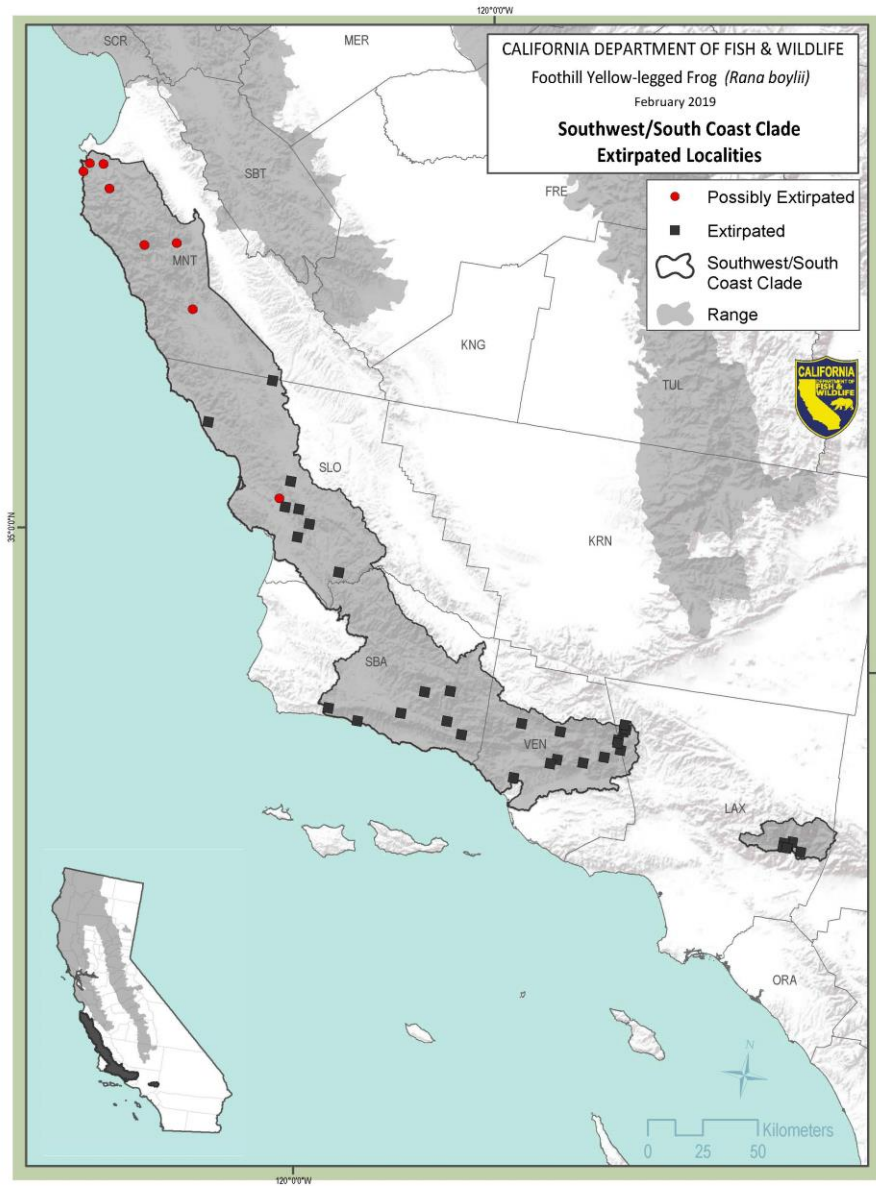 120°0'0"W
CALIFORNIA DEPARTMENT OF FISH & WILDLIFE
Foothill Yellow-legged Frog (Rana boylii)
February 2019
Southwest/South Coast Clade
Extirpated Localities
Possibly Extirpated
Extirpated
Southwest/South
Coast Clade
Range
SCR
MER
SBT
FRE
MNT
KNG
TUL
CALIFORNIA
DEPARTMENT OF
FISH &
WILDLIFE
SLO
35°0'0"N
KRN
SBA
VEN
LAX
ORA
N
Kilometers
0 25 50
120°0'0"W